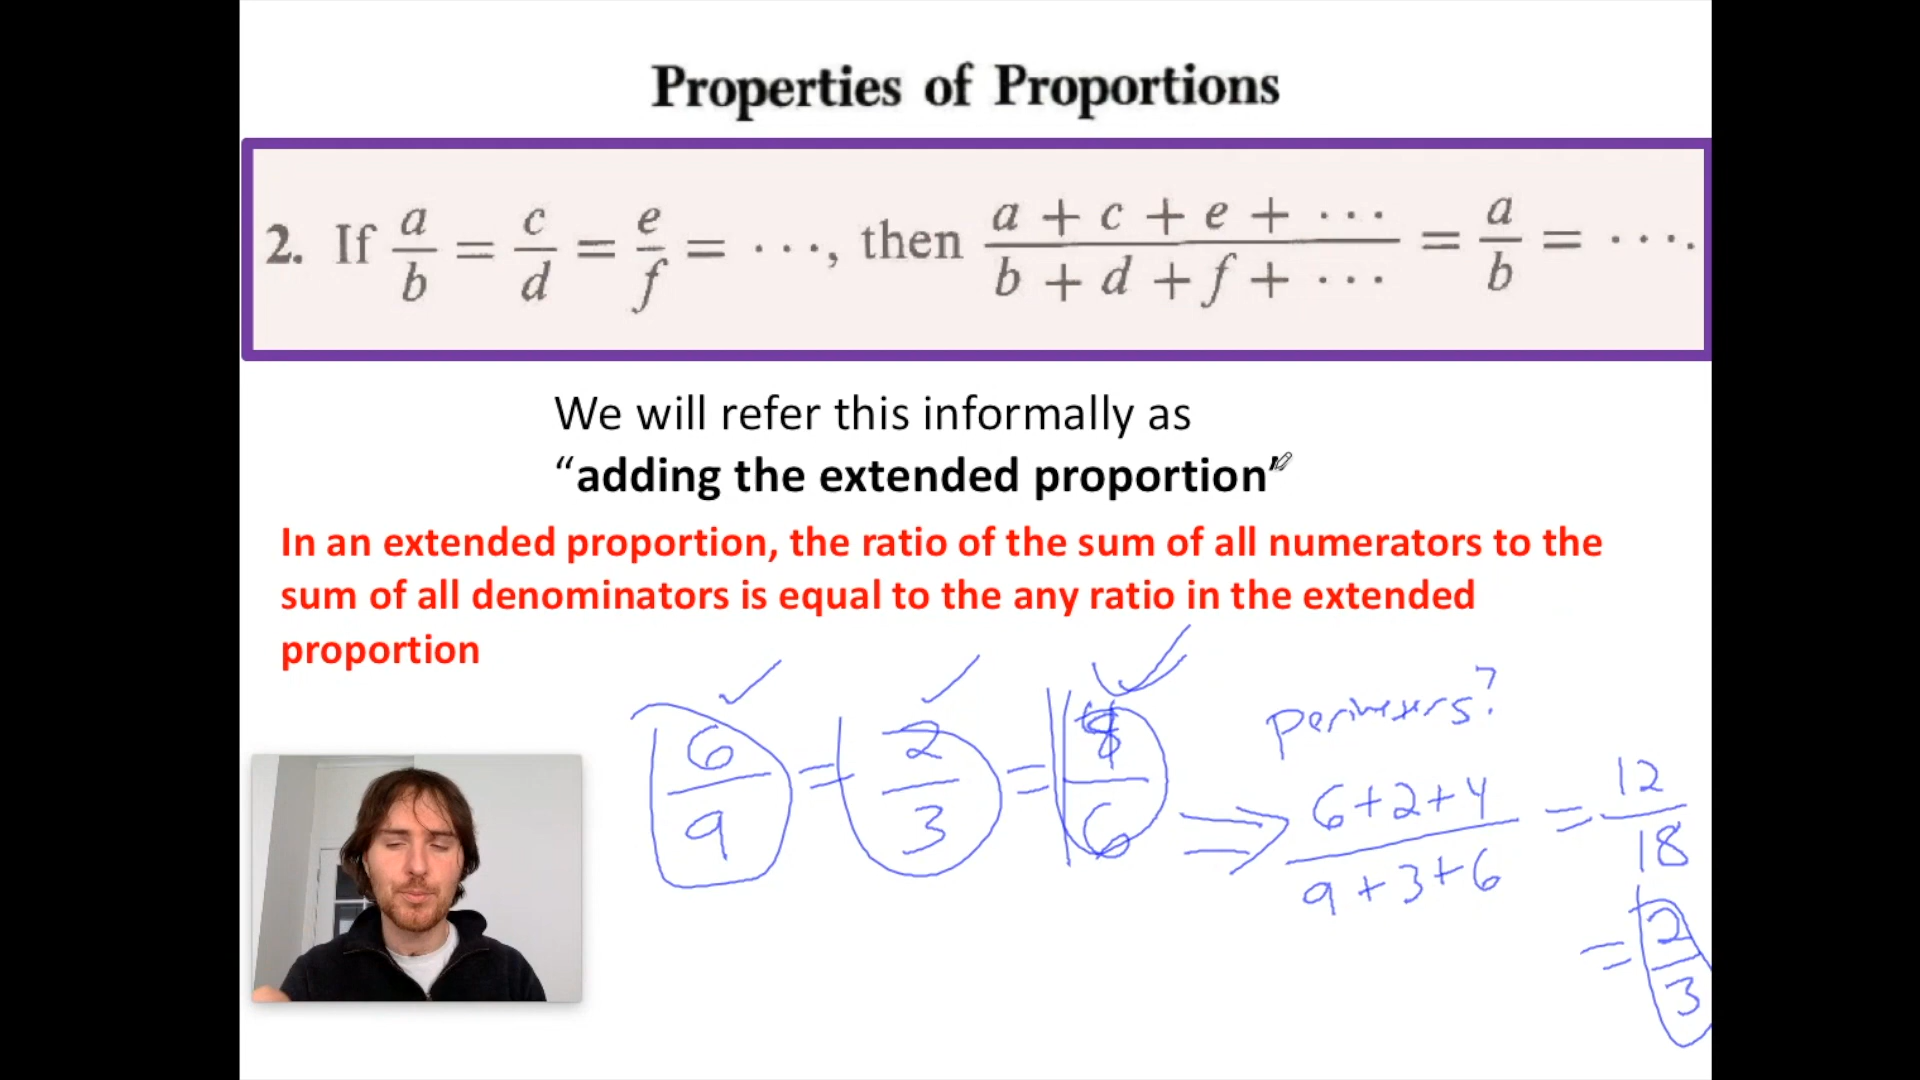 Properties of Proportions
2. If a/b = c/d = e/f = ···, then (a + c + e + ···)/(b + d + f + ···) = a/b = ····.
We will refer this informally as
“adding the extended proportion”
In an extended proportion, the ratio of the sum of all numerators to the
sum of all denominators is equal to the any ratio in the extended
proportion
perimeters?
6/9 = 2/3 = 4/6 ⇒ (6+2+4)/(9+3+6) = 12/18
= 2/3